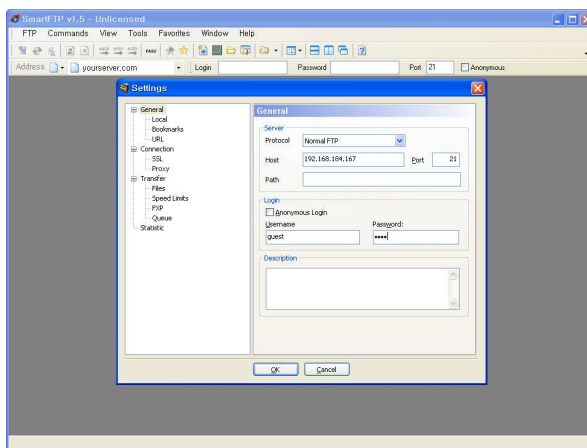 SmartFTP v1.5 - Unlicensed
FTP Commands View Tools Favorites Window Help
Address yourserver,com Login Password Port 21 Anonymous
Settings
General
Local
Bookmarks
URL
Connection
SSL
Proxy
Transfer
Files
Speed Limits
FXP
Queue
Statistic
General
Server
Protocol Normal FTP
Host 192.168.184.167 Port 21
Path
Login
Anonymous Login
Username Password:
guest ••••
Description
OK Cancel